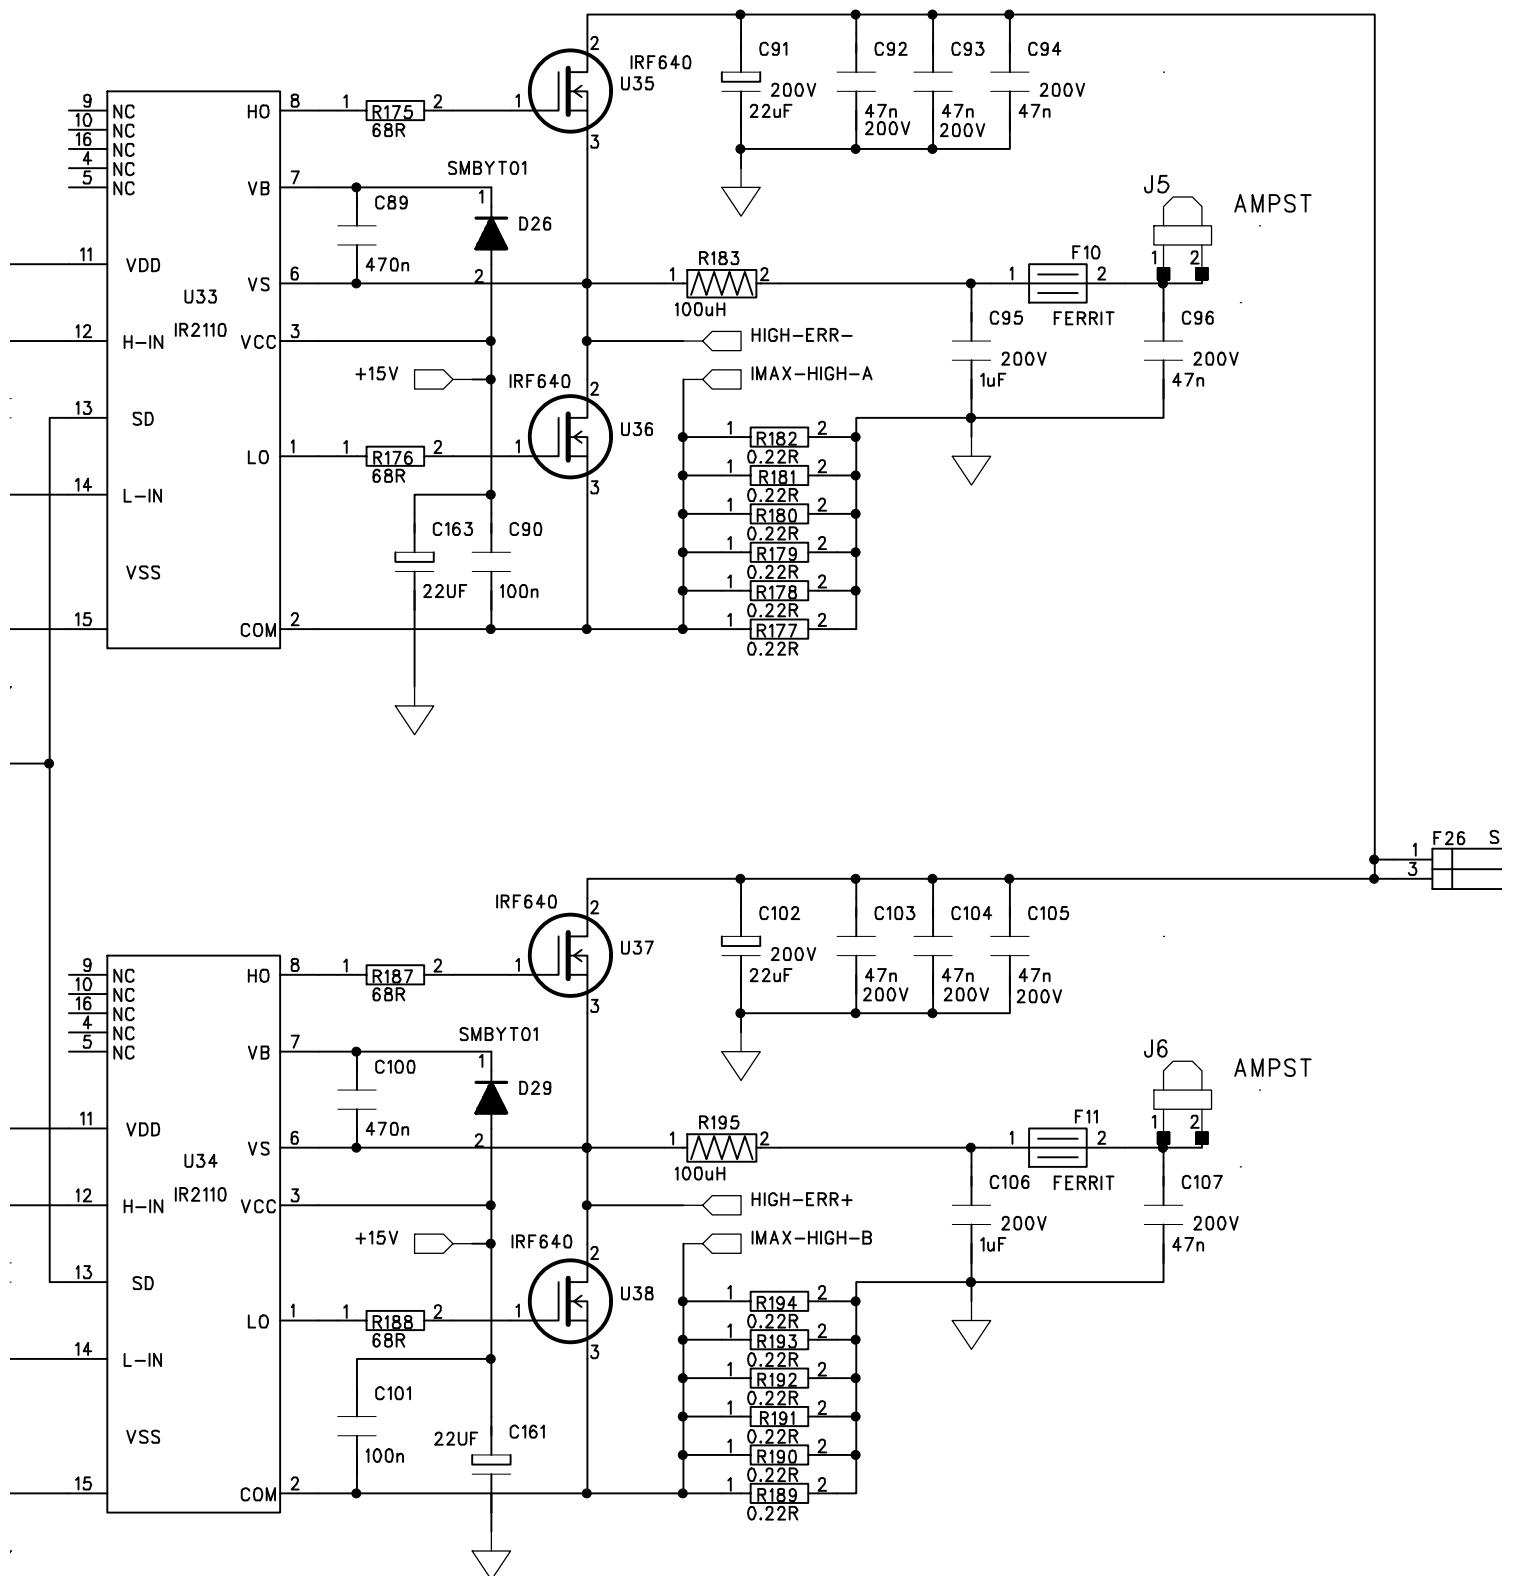 2
IRF640
U35
C91
200V
22uF
C92
47n
200V
C93
47n
200V
C94
200V
47n
9 NC
10 NC
16 NC
4 NC
5 NC
HO 8
1 R175 2
68R
1
3
SMBYT01
VB 7
C89
470n
1
D26
2
J5
AMPST
1 2
11 VDD
VS 6
U33
IR2110
1 R183 2
100uH
F10
1 2
FERRIT
C95
200V
1uF
C96
200V
47n
12 H-IN
VCC 3
HIGH-ERR-
+15V
IRF640
IMAX-HIGH-A
2
U36
13 SD
LO 1
1 R176 2
68R
1
3
1 R182 2
0.22R
1 R181 2
0.22R
1 R180 2
0.22R
1 R179 2
0.22R
1 R178 2
0.22R
1 R177 2
0.22R
14 L-IN
C163
22UF
C90
100n
VSS
15
COM 2
F26 S
1
3
IRF640
2
U37
C102
200V
22uF
C103
47n
200V
C104
47n
200V
C105
47n
200V
9 NC
10 NC
16 NC
4 NC
5 NC
HO 8
1 R187 2
68R
1
3
SMBYT01
VB 7
C100
470n
1
D29
2
J6
AMPST
1 2
11 VDD
VS 6
U34
IR2110
1 R195 2
100uH
F11
1 2
FERRIT
C106
200V
1uF
C107
200V
47n
12 H-IN
VCC 3
HIGH-ERR+
+15V
IRF640
IMAX-HIGH-B
2
U38
13 SD
LO 1
1 R188 2
68R
1
3
1 R194 2
0.22R
1 R193 2
0.22R
1 R192 2
0.22R
1 R191 2
0.22R
1 R190 2
0.22R
1 R189 2
0.22R
14 L-IN
C101
100n
22UF
C161
VSS
15
COM 2